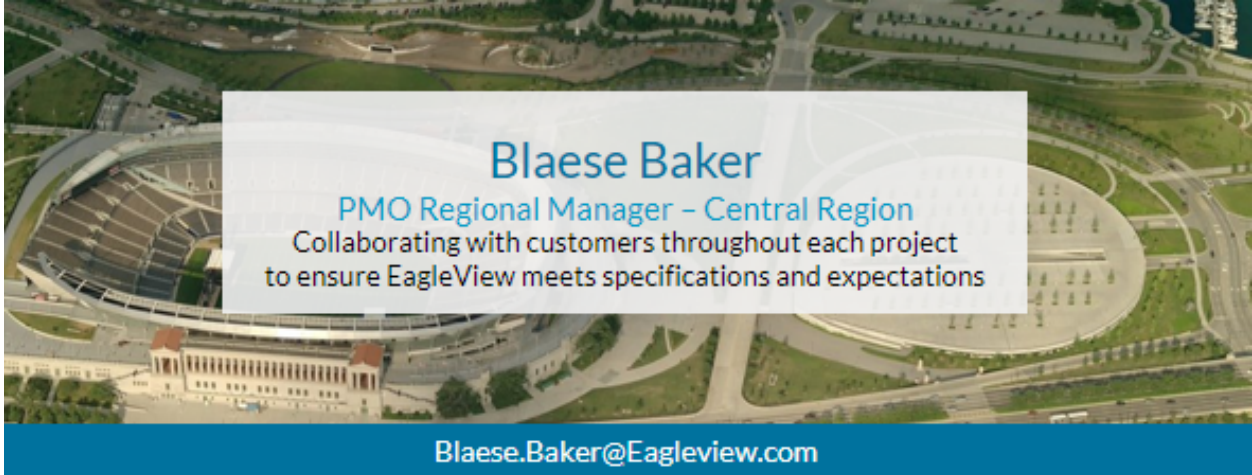 Blaese Baker
PMO Regional Manager – Central Region
Collaborating with customers throughout each project
to ensure EagleView meets specifications and expectations
Blaese.Baker@Eagleview.com